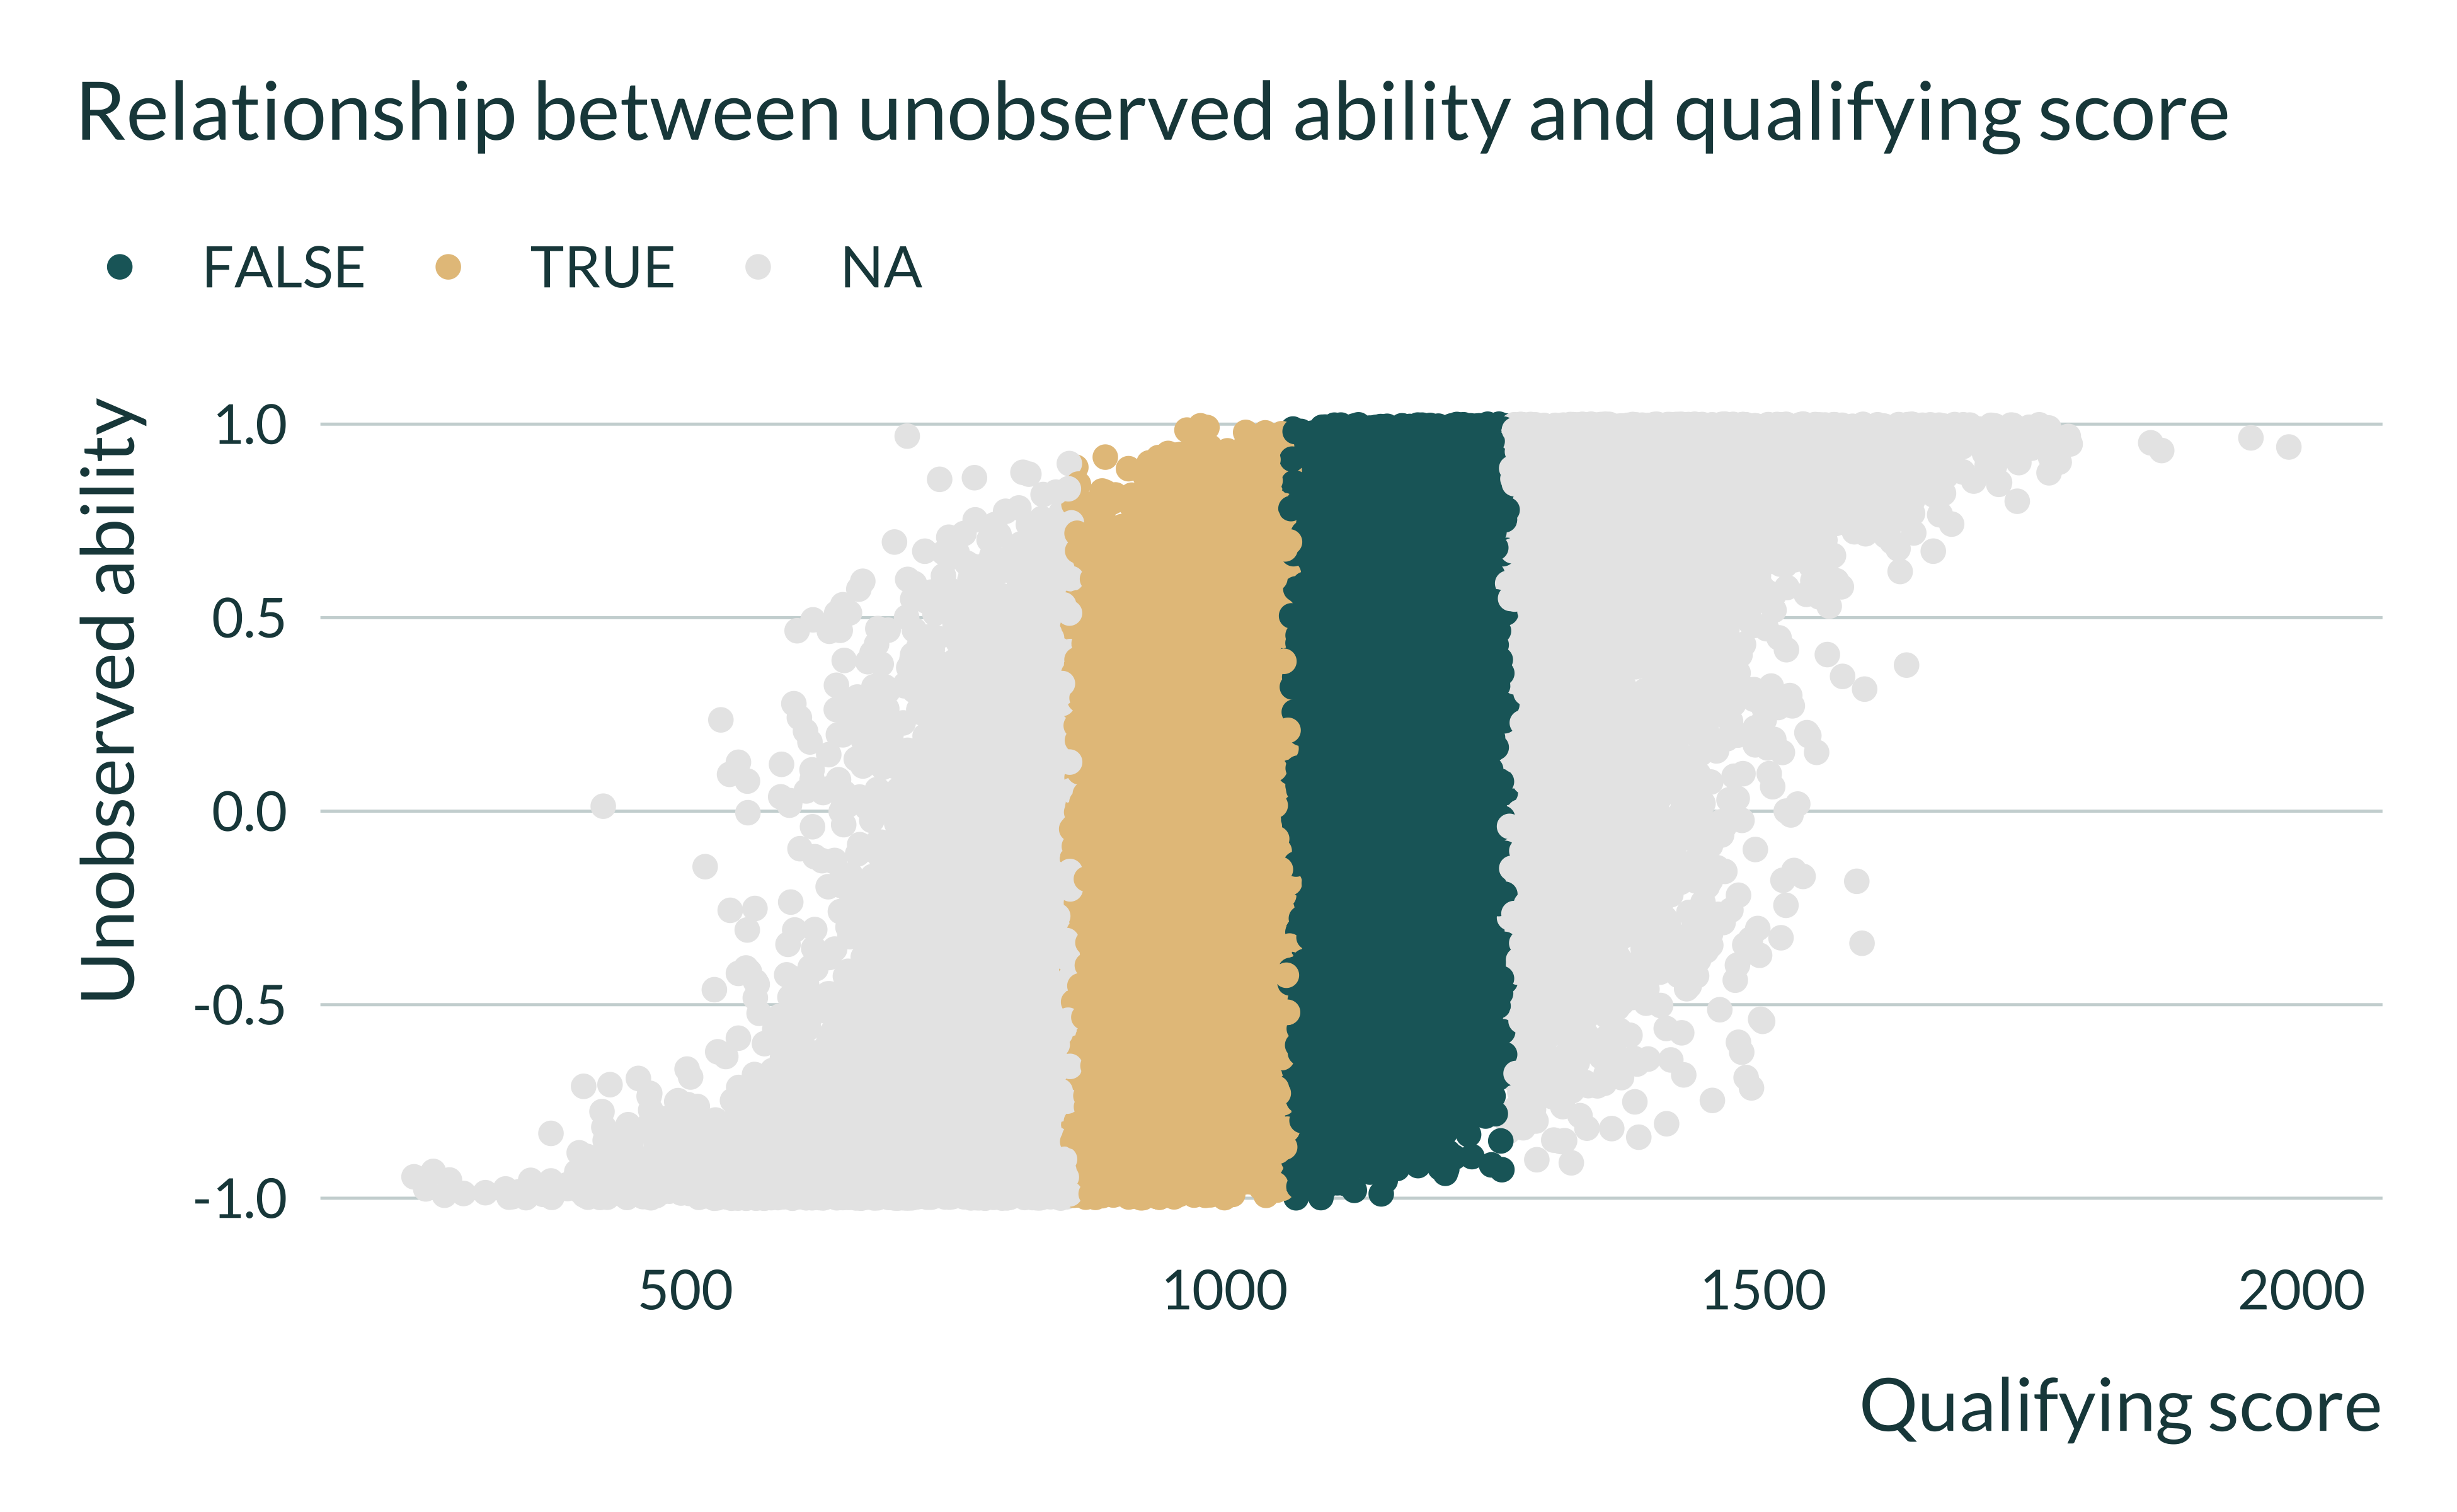 Relationship between unobserved ability and qualifying score
FALSE TRUE NA
Unobserved ability
1.0
0.5
0.0
-0.5
-1.0
500 1000 1500 2000
Qualifying score